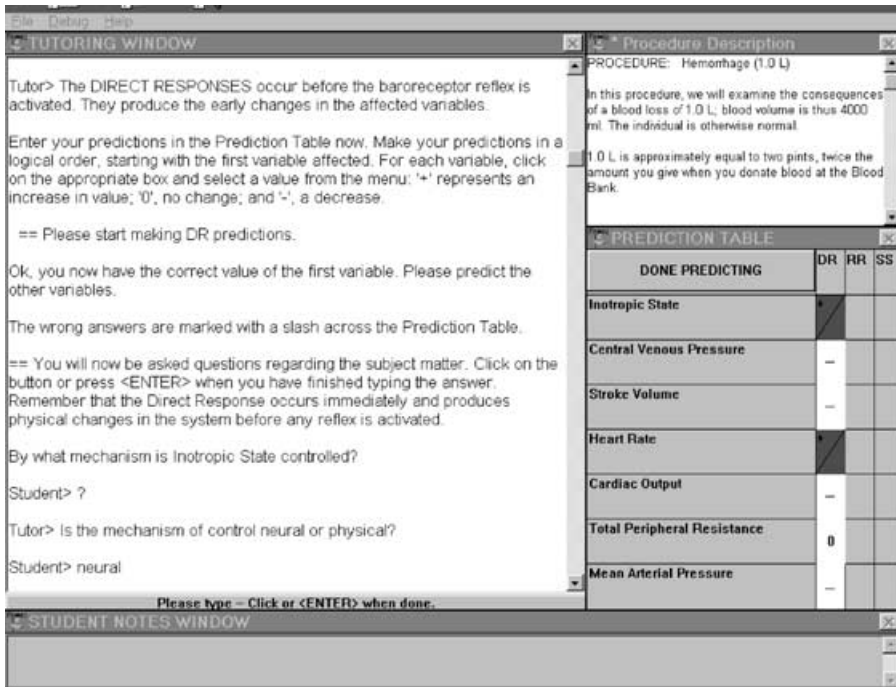 File Debug Help
TUTORING WINDOW
Tutor> The DIRECT RESPONSES occur before the baroreceptor reflex is
activated. They produce the early changes in the affected variables.
Enter your predictions in the Prediction Table now. Make your predictions in a
logical order, starting with the first variable affected. For each variable, click
on the appropriate box and select a value from the menu: '+' represents an
increase in value; '0', no change; and '-', a decrease.
== Please start making DR predictions.
Ok, you now have the correct value of the first variable. Please predict the
other variables.
The wrong answers are marked with a slash across the Prediction Table.
== You will now be asked questions regarding the subject matter. Click on the
button or press <ENTER> when you have finished typing the answer.
Remember that the Direct Response occurs immediately and produces
physical changes in the system before any reflex is activated.
By what mechanism is Inotropic State controlled?
Student> ?
Tutor> Is the mechanism of control neural or physical?
Student> neural
Please type – Click or <ENTER> when done.
* Procedure Description
PROCEDURE: Hemorrhage (1.0 L)
In this procedure, we will examine the consequences
of a blood loss of 1.0 L; blood volume is thus 4000
ml. The individual is otherwise normal.
1.0 L is approximately equal to two pints, twice the
amount you give when you donate blood at the Blood
Bank.
PREDICTION TABLE
DONE PREDICTING DR RR SS
Inotropic State
Central Venous Pressure –
Stroke Volume –
Heart Rate
Cardiac Output –
Total Peripheral Resistance 0
Mean Arterial Pressure –
STUDENT NOTES WINDOW